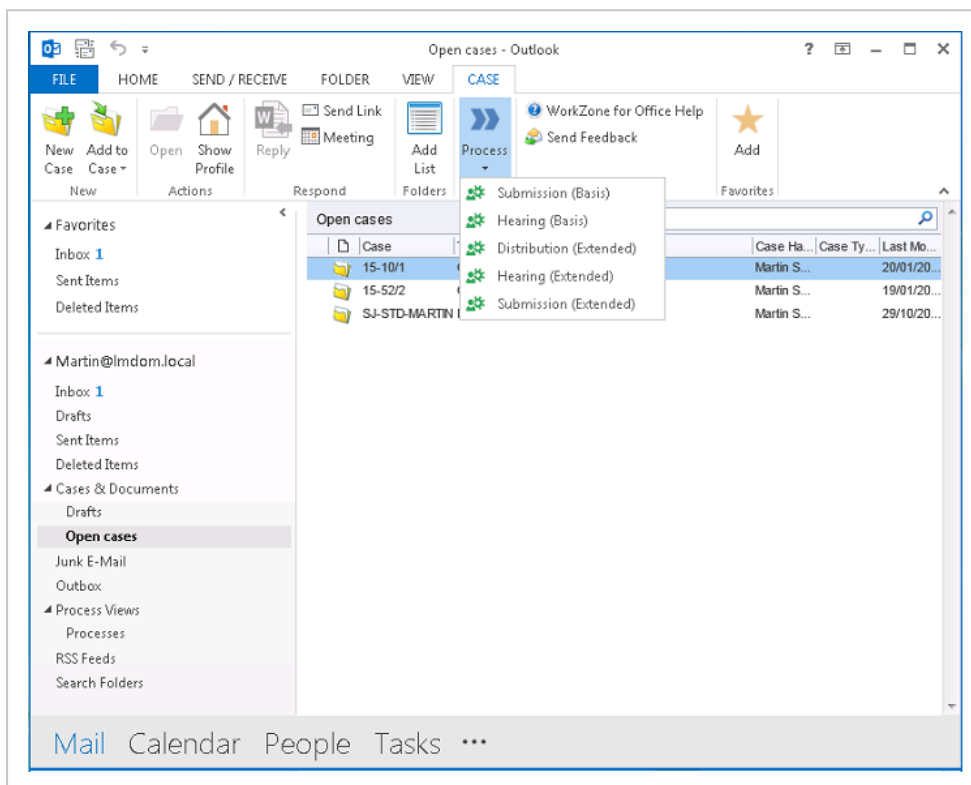 Open cases - Outlook
FILE HOME SEND / RECEIVE FOLDER VIEW CASE
New Case
Add to Case
Open
Show Profile
Reply
Send Link
Meeting
Add List
Process
WorkZone for Office Help
Send Feedback
Add
New Actions Respond Folders Favorites
Submission (Basis)
Hearing (Basis)
Distribution (Extended)
Hearing (Extended)
Submission (Extended)
Favorites
Inbox 1
Sent Items
Deleted Items
Martin@lmdom.local
Inbox 1
Drafts
Sent Items
Deleted Items
Cases & Documents
Drafts
Open cases
Junk E-Mail
Outbox
Process Views
Processes
RSS Feeds
Search Folders
Open cases
Case Case Ha... Case Ty... Last Mo...
15-10/1 Martin S... 20/01/20...
15-52/2 Martin S... 19/01/20...
SJ-STD-MARTIN Martin S... 29/10/20...
Mail Calendar People Tasks ...